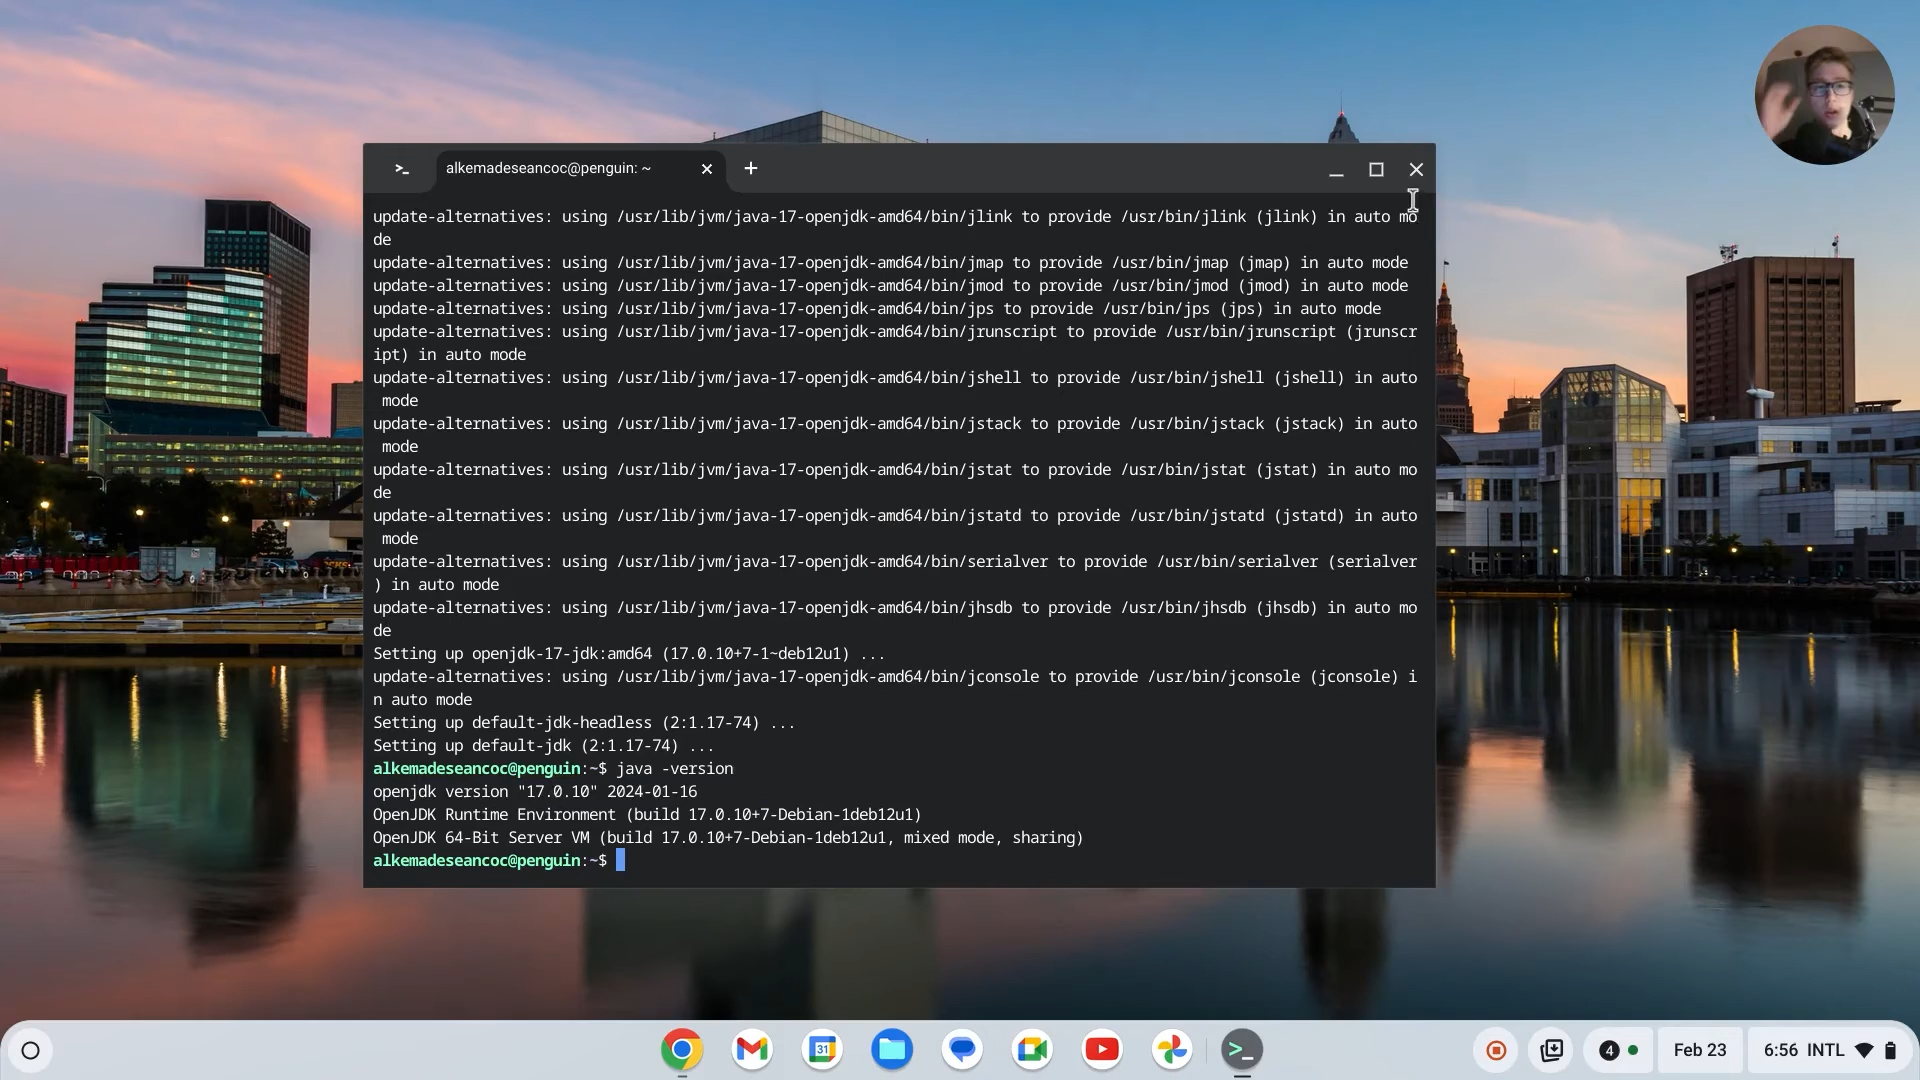 alkemadeseancoc@penguin: ~
update-alternatives: using /usr/lib/jvm/java-17-openjdk-amd64/bin/jlink to provide /usr/bin/jlink (jlink) in auto mo
de
update-alternatives: using /usr/lib/jvm/java-17-openjdk-amd64/bin/jmap to provide /usr/bin/jmap (jmap) in auto mode
update-alternatives: using /usr/lib/jvm/java-17-openjdk-amd64/bin/jmod to provide /usr/bin/jmod (jmod) in auto mode
update-alternatives: using /usr/lib/jvm/java-17-openjdk-amd64/bin/jps to provide /usr/bin/jps (jps) in auto mode
update-alternatives: using /usr/lib/jvm/java-17-openjdk-amd64/bin/jrunscript to provide /usr/bin/jrunscript (jrunscr
ipt) in auto mode
update-alternatives: using /usr/lib/jvm/java-17-openjdk-amd64/bin/jshell to provide /usr/bin/jshell (jshell) in auto
mode
update-alternatives: using /usr/lib/jvm/java-17-openjdk-amd64/bin/jstack to provide /usr/bin/jstack (jstack) in auto
mode
update-alternatives: using /usr/lib/jvm/java-17-openjdk-amd64/bin/jstat to provide /usr/bin/jstat (jstat) in auto mo
de
update-alternatives: using /usr/lib/jvm/java-17-openjdk-amd64/bin/jstatd to provide /usr/bin/jstatd (jstatd) in auto
mode
update-alternatives: using /usr/lib/jvm/java-17-openjdk-amd64/bin/serialver to provide /usr/bin/serialver (serialver
) in auto mode
update-alternatives: using /usr/lib/jvm/java-17-openjdk-amd64/bin/jhsdb to provide /usr/bin/jhsdb (jhsdb) in auto mo
de
Setting up openjdk-17-jdk:amd64 (17.0.10+7-1~deb12u1) ...
update-alternatives: using /usr/lib/jvm/java-17-openjdk-amd64/bin/jconsole to provide /usr/bin/jconsole (jconsole) i
n auto mode
Setting up default-jdk-headless (2:1.17-74) ...
Setting up default-jdk (2:1.17-74) ...
alkemadeseancoc@penguin:~$ java -version
openjdk version "17.0.10" 2024-01-16
OpenJDK Runtime Environment (build 17.0.10+7-Debian-1deb12u1)
OpenJDK 64-Bit Server VM (build 17.0.10+7-Debian-1deb12u1, mixed mode, sharing)
alkemadeseancoc@penguin:~$
31
4
Feb 23
6:56 INTL